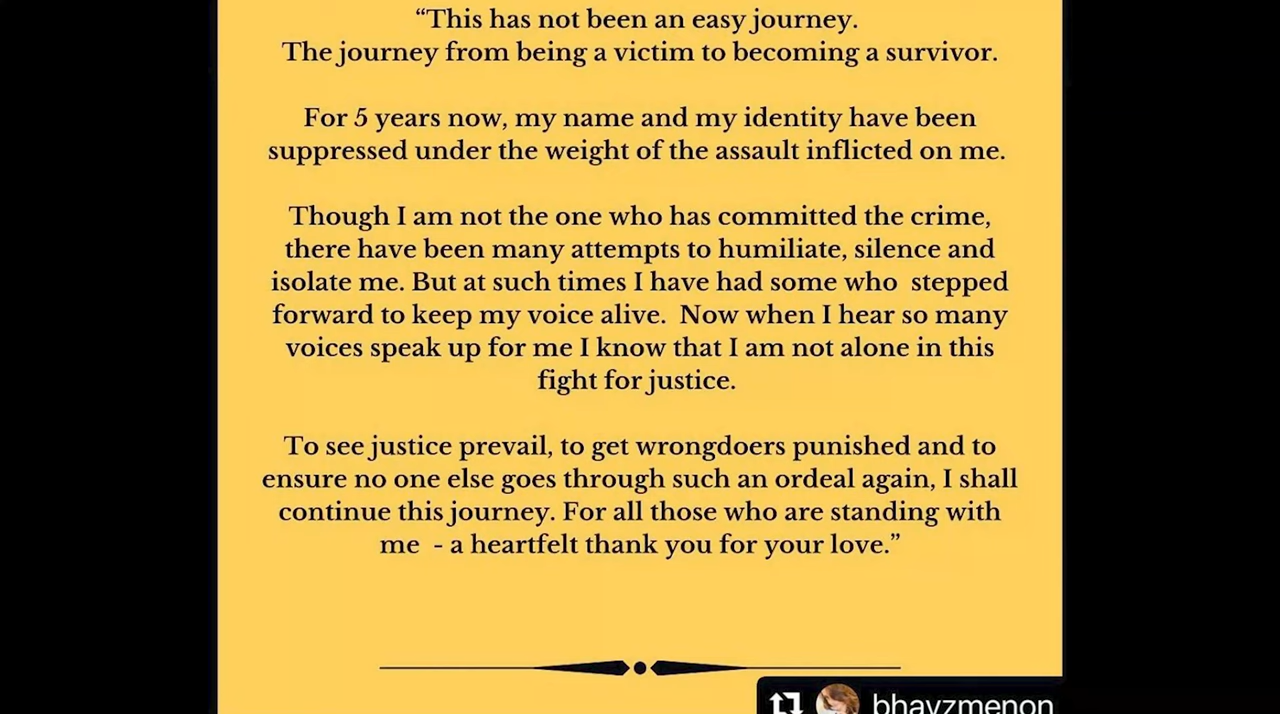 “This has not been an easy journey.
The journey from being a victim to becoming a survivor.
For 5 years now, my name and my identity have been
suppressed under the weight of the assault inflicted on me.
Though I am not the one who has committed the crime,
there have been many attempts to humiliate, silence and
isolate me. But at such times I have had some who  stepped
forward to keep my voice alive.  Now when I hear so many
voices speak up for me I know that I am not alone in this
fight for justice.
To see justice prevail, to get wrongdoers punished and to
ensure no one else goes through such an ordeal again, I shall
continue this journey. For all those who are standing with
me  - a heartfelt thank you for your love.”
bhavzmenon